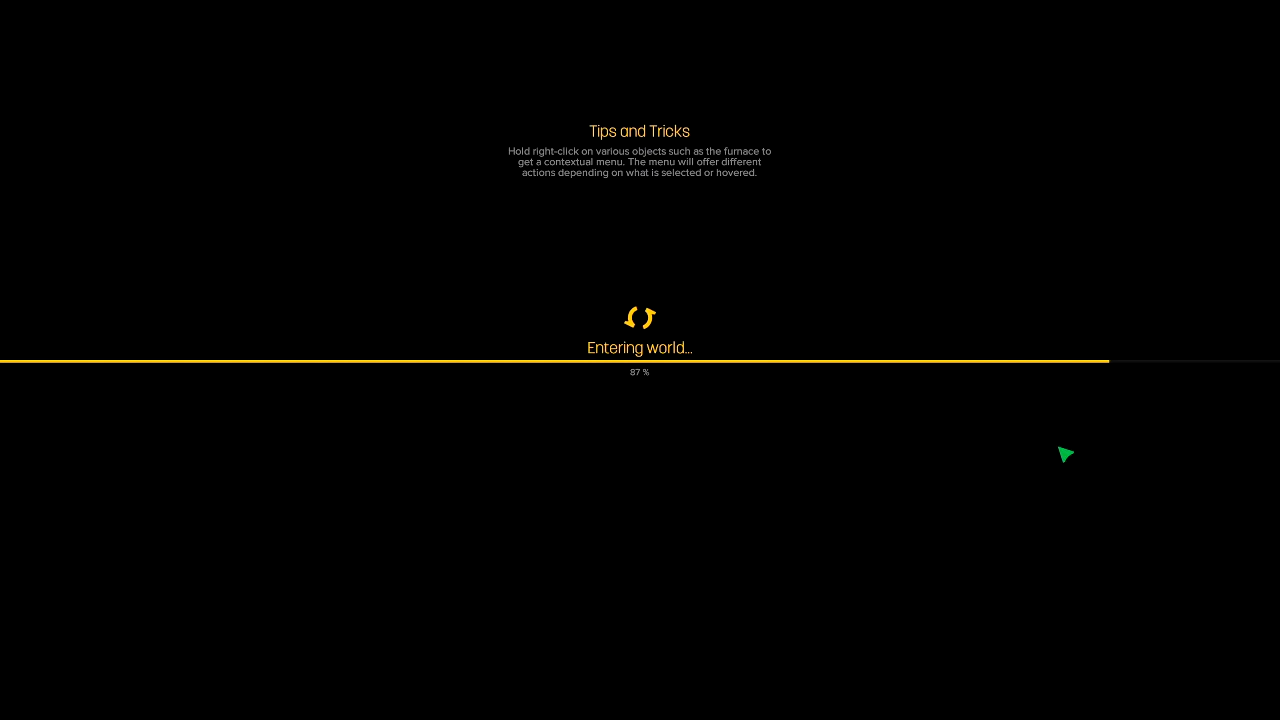 Tips and Tricks
Hold right-click on various objects such as the furnace to
get a contextual menu. The menu will offer different
actions depending on what is selected or hovered.
Entering world...
87 %